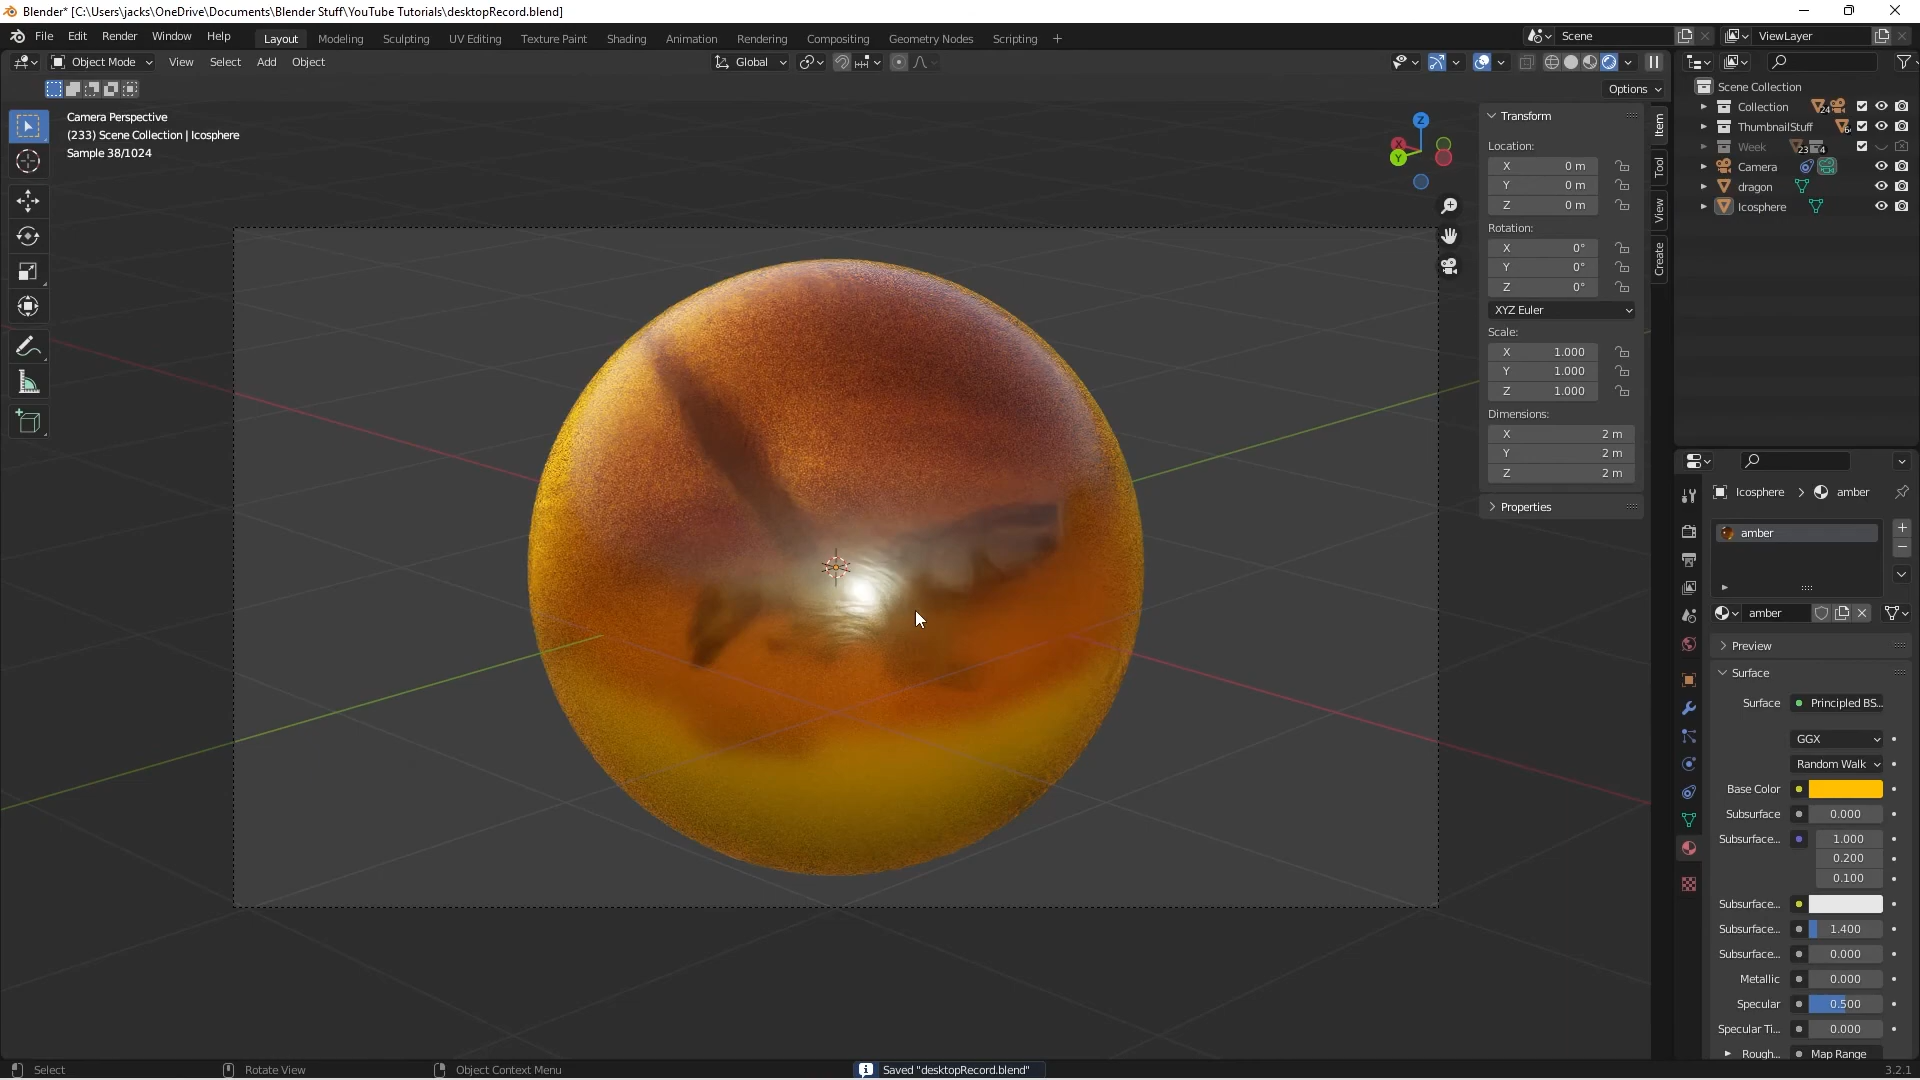 Blender* [C:\Users\jacks\OneDrive\Documents\Blender Stuff\YouTube Tutorials\desktopRecord.blend]
File Edit Render Window Help Layout Modeling Sculpting UV Editing Texture Paint Shading Animation Rendering Compositing Geometry Nodes Scripting + Scene ViewLayer
Object Mode View Select Add Object Global
Options
Camera Perspective
(233) Scene Collection | Icosphere
Sample 38/1024
Z
X
Y
Transform
Location:
X 0 m
Y 0 m
Z 0 m
Rotation:
X 0°
Y 0°
Z 0°
XYZ Euler
Scale:
X 1.000
Y 1.000
Z 1.000
Dimensions:
X 2 m
Y 2 m
Z 2 m
Properties
Item
Tool
View
Create
Scene Collection
Collection 24
ThumbnailStuff
Week 23 4
Camera
dragon
Icosphere
Icosphere > amber
amber
amber
Preview
Surface
Surface Principled BS...
GGX
Random Walk
Base Color
Subsurface 0.000
Subsurface... 1.000
0.200
0.100
Subsurface...
Subsurface... 1.400
Subsurface... 0.000
Metallic 0.000
Specular 0.500
Specular Ti... 0.000
Rough... Map Range
Select Rotate View Object Context Menu Saved "desktopRecord.blend" 3.2.1